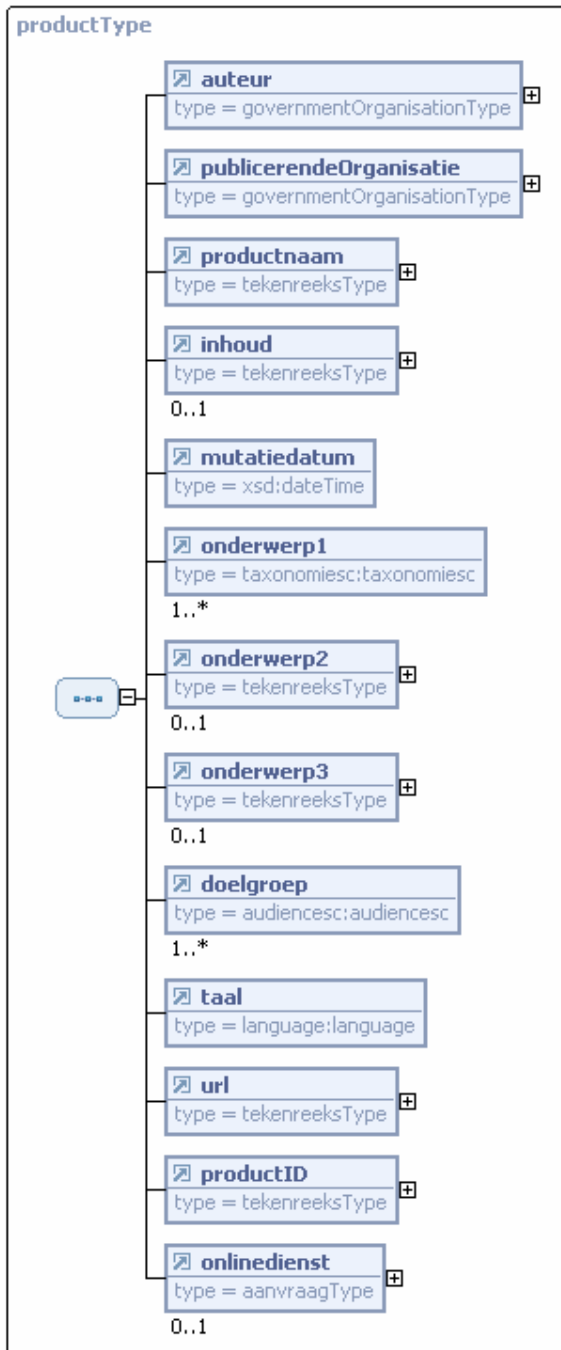 productType
auteur
type = governmentOrganisationType
publicerendeOrganisatie
type = governmentOrganisationType
productnaam
type = tekenreeksType
inhoud
type = tekenreeksType
0..1
mutatiedatum
type = xsd:dateTime
onderwerp1
type = taxonomiesc:taxonomiesc
1..*
onderwerp2
type = tekenreeksType
0..1
onderwerp3
type = tekenreeksType
0..1
doelgroep
type = audiencesc:audiencesc
1..*
taal
type = language:language
url
type = tekenreeksType
productID
type = tekenreeksType
onlinedienst
type = aanvraagType
0..1